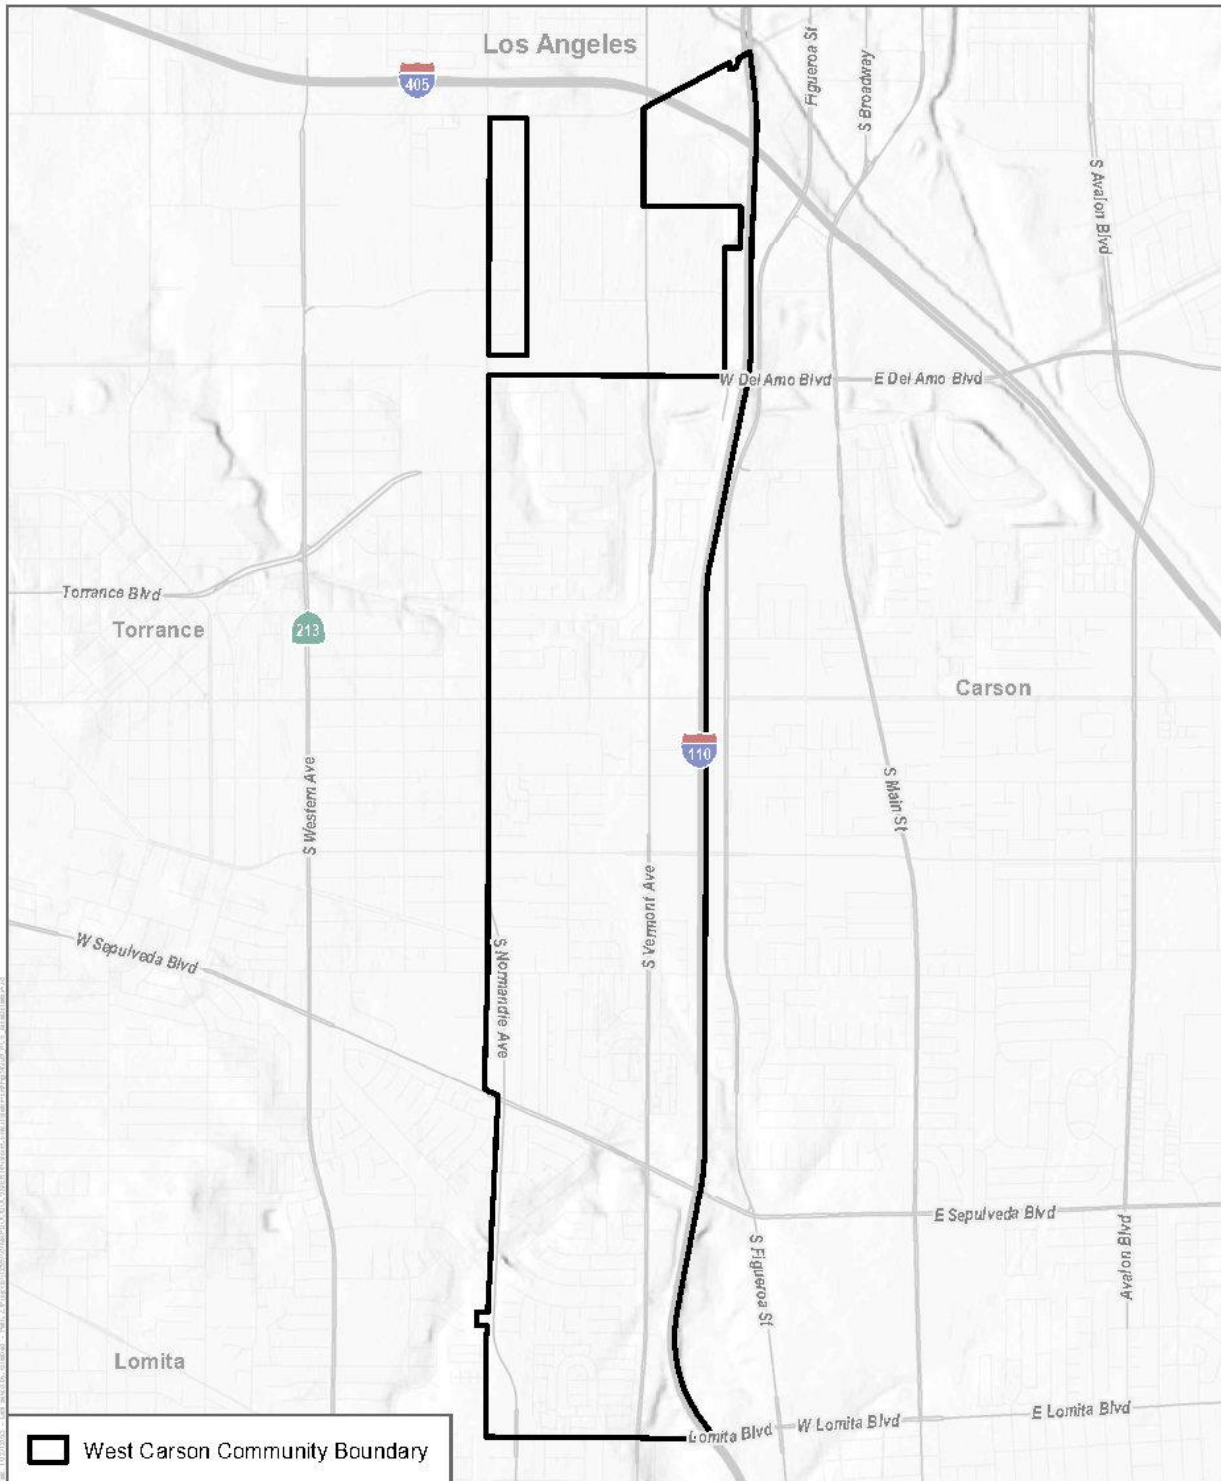 Los Angeles
405
Figueroa St
S Broadway
S Avalon Blvd
W Del Amo Blvd
E Del Amo Blvd
Torrance Blvd
Torrance
213
Carson
110
S Western Ave
S Main St
S Vermont Ave
W Sepulveda Blvd
S Normandie Ave
E Sepulveda Blvd
S Figueroa St
Avalon Blvd
Lomita
Lomita Blvd
W Lomita Blvd
E Lomita Blvd
West Carson Community Boundary